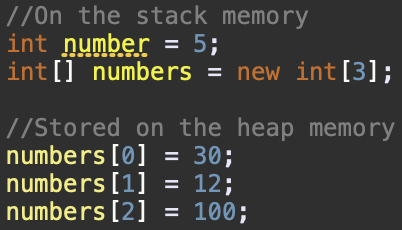 //On the stack memory
int number = 5;
int[] numbers = new int[3];
//Stored on the heap memory
numbers[0] = 30;
numbers[1] = 12;
numbers[2] = 100;